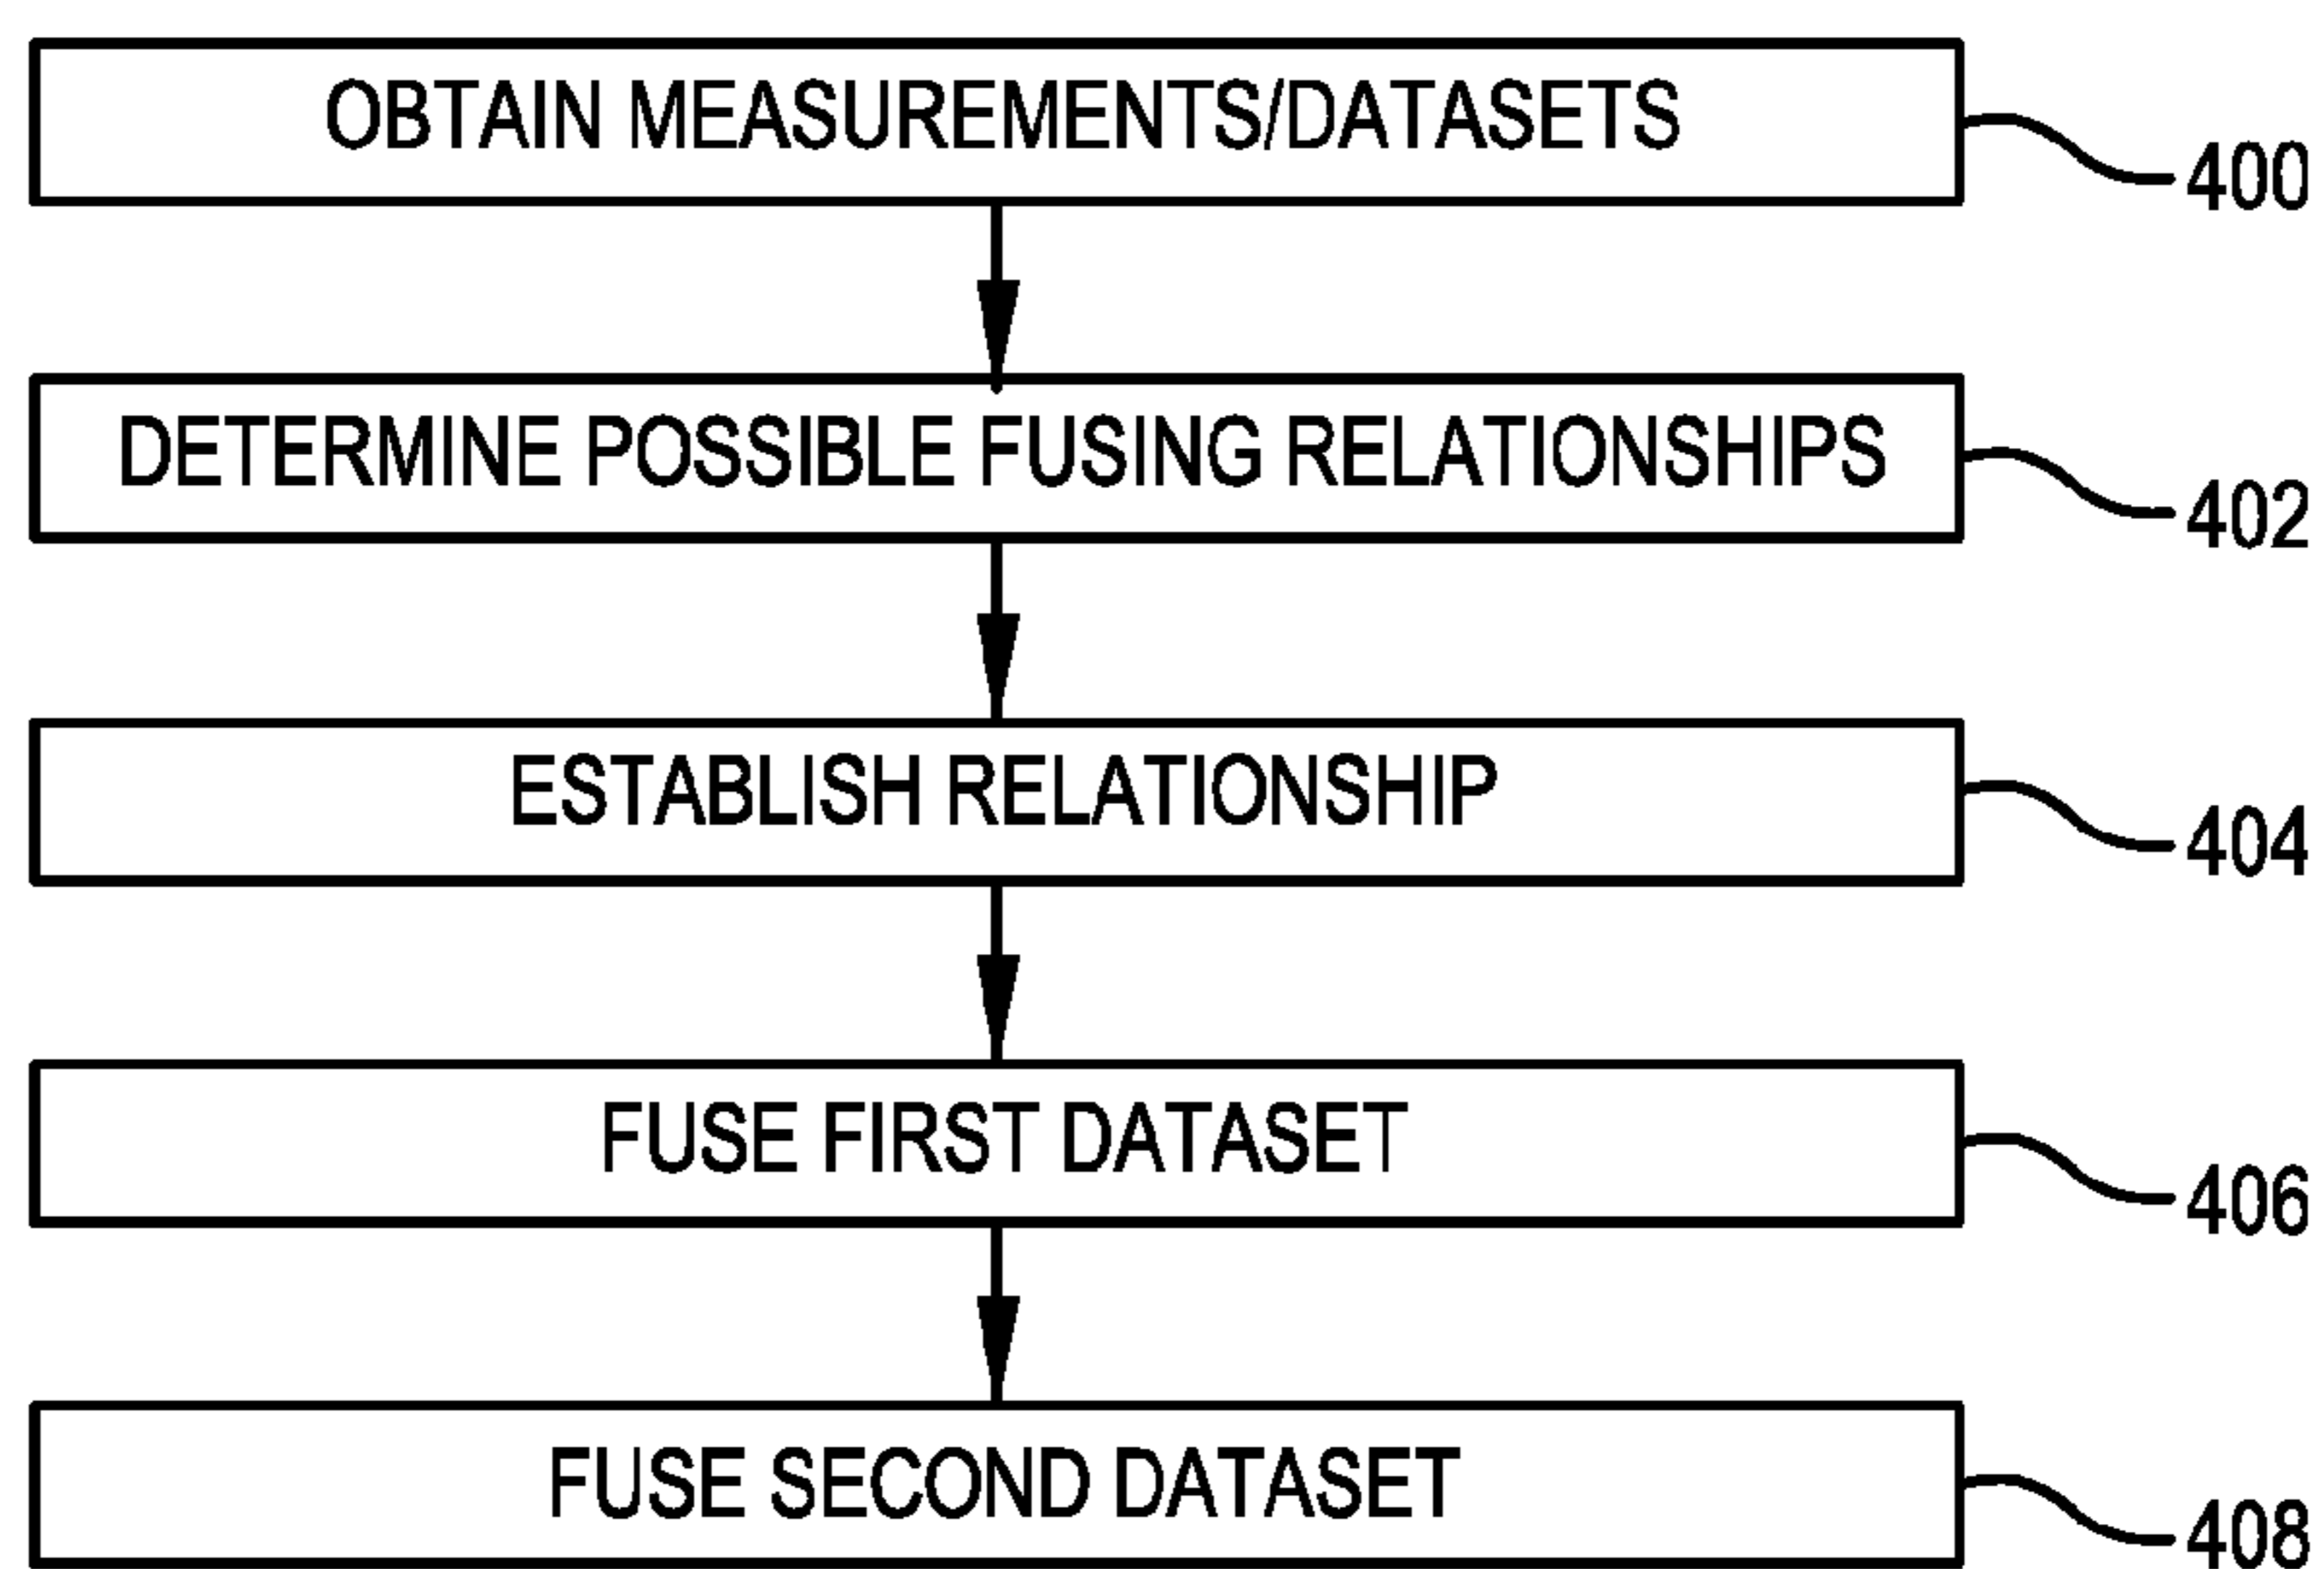 OBTAIN MEASUREMENTS/DATASETS
400
DETERMINE POSSIBLE FUSING RELATIONSHIPS
402
ESTABLISH RELATIONSHIP
404
FUSE FIRST DATASET
406
FUSE SECOND DATASET
408